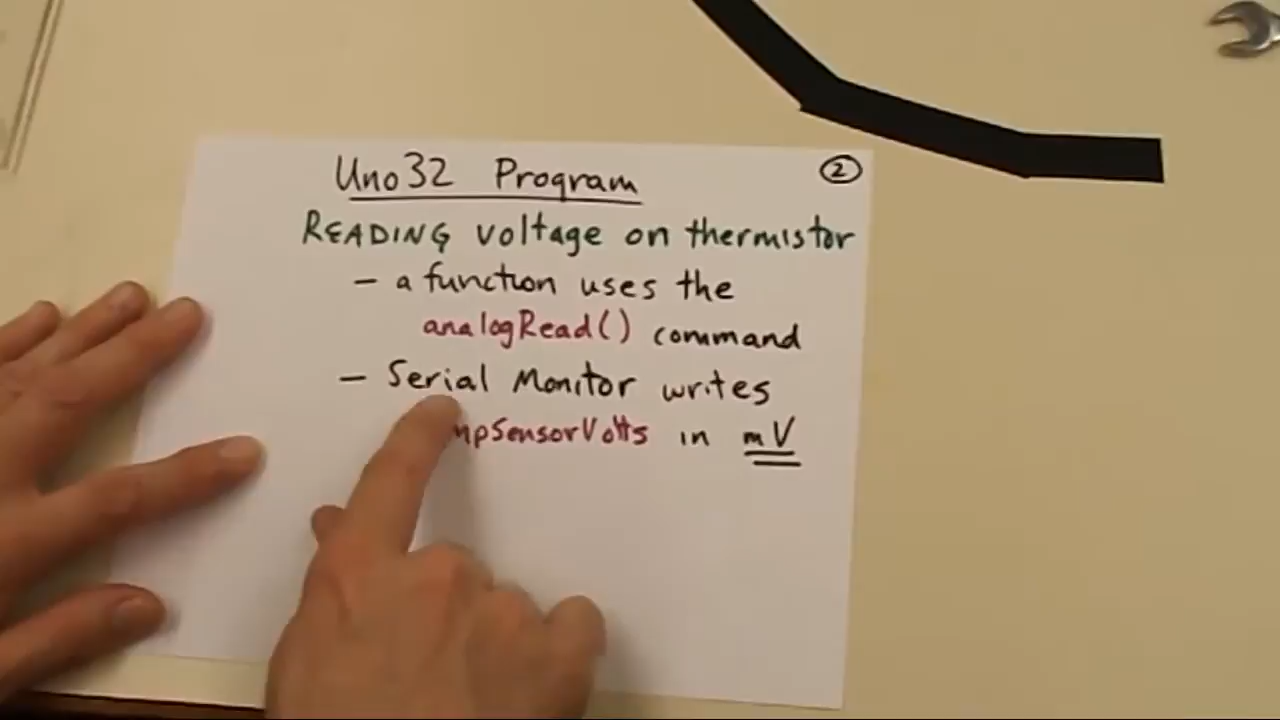 Uno32 Program
②
READING voltage on thermistor
- a function uses the
analogRead() command
- Serial Monitor writes
in mV